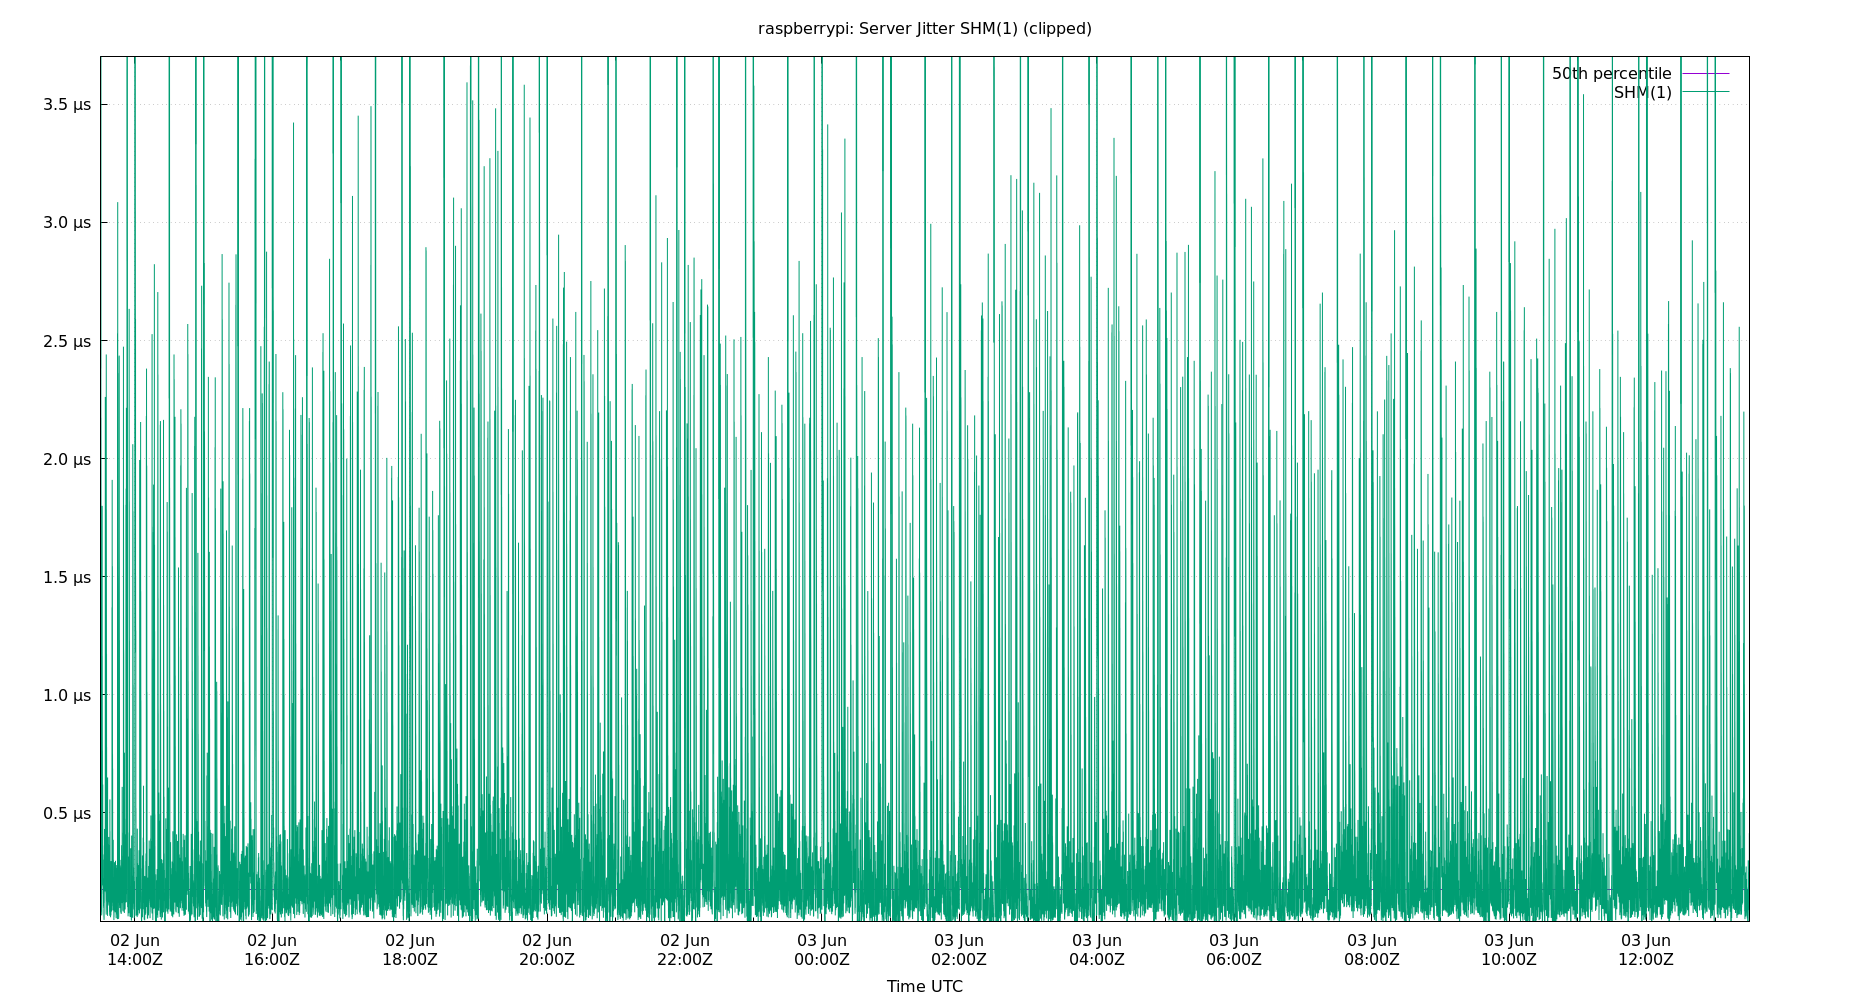 raspberrypi: Server Jitter SHM(1) (clipped)
50th percentile
SHM(1)
3.5 µs
3.0 µs
2.5 µs
2.0 µs
1.5 µs
1.0 µs
0.5 µs
02 Jun 02 Jun 02 Jun 02 Jun 02 Jun 03 Jun 03 Jun 03 Jun 03 Jun 03 Jun 03 Jun 03 Jun
14:00Z 16:00Z 18:00Z 20:00Z 22:00Z 00:00Z 02:00Z 04:00Z 06:00Z 08:00Z 10:00Z 12:00Z
Time UTC